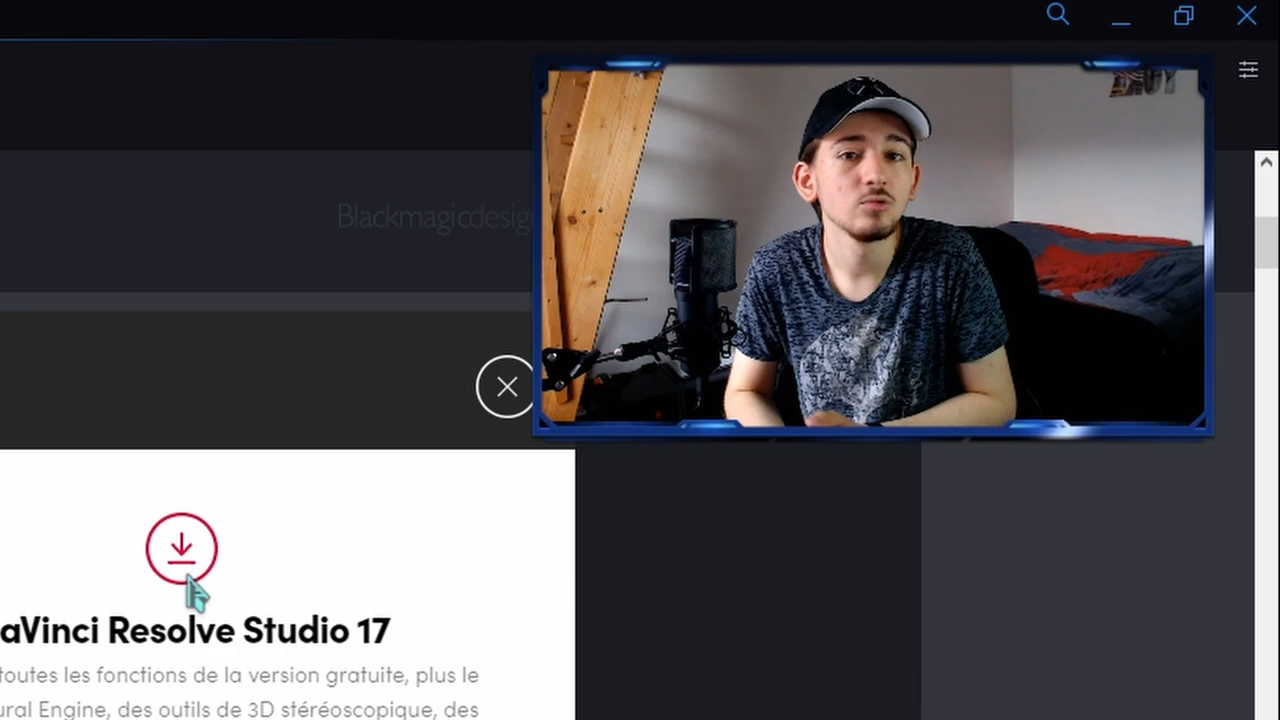 Blackmagicdesig
aVinci Resolve Studio 17
toutes les fonctions de la version gratuite, plus le
ural Engine, des outils de 3D stéréoscopique, des